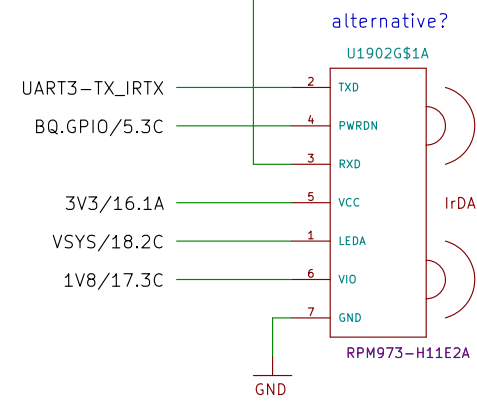 alternative?
U1902G$1A
UART3-TX_IRTX 2 TXD
BQ.GPIO/5.3C 4 PWRDN
3 RXD
3V3/16.1A 5 VCC
IrDA
VSYS/18.2C 1 LEDA
1V8/17.3C 6 VIO
7 GND
RPM973-H11E2A
GND